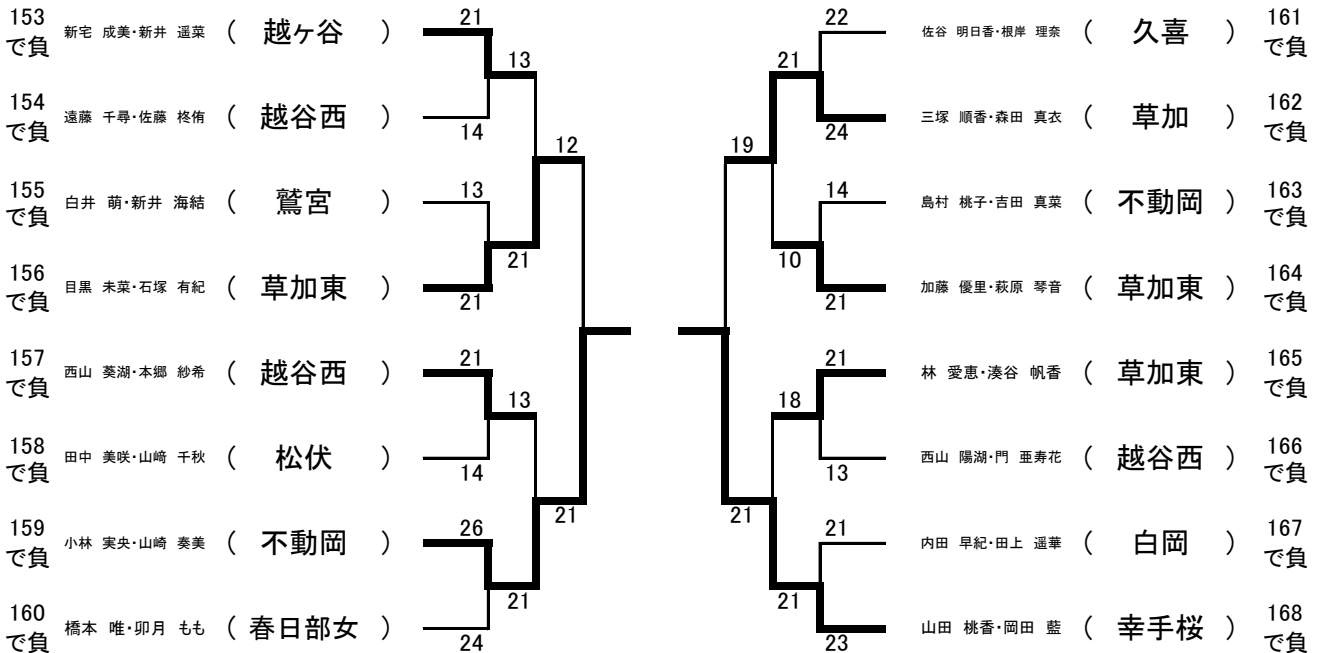 153
で負
新宅 成美・新井 遥菜 ( 越ヶ谷 )
21
13
154
で負
遠藤 千尋・佐藤 柊侑 ( 越谷西 )
14
12
155
で負
白井 萌・新井 海結 ( 鷲宮 )
13
21
156
で負
目黒 未菜・石塚 有紀 ( 草加東 )
21
157
で負
西山 葵湖・本郷 紗希 ( 越谷西 )
21
13
158
で負
田中 美咲・山﨑 千秋 ( 松伏 )
14
21
159
で負
小林 実央・山崎 奏美 ( 不動岡 )
26
21
160
で負
橋本 唯・卯月 もも ( 春日部女 )
24
22
佐谷 明日香・根岸 理奈 ( 久喜 )
161
で負
21
24
三塚 順香・森田 真衣 ( 草加 )
162
で負
19
14
島村 桃子・吉田 真菜 ( 不動岡 )
163
で負
10
21
加藤 優里・萩原 琴音 ( 草加東 )
164
で負
21
林 愛恵・湊谷 帆香 ( 草加東 )
165
で負
18
13
西山 陽湖・門 亜寿花 ( 越谷西 )
166
で負
21
21
内田 早紀・田上 遥華 ( 白岡 )
167
で負
21
23
山田 桃香・岡田 藍 ( 幸手桜 )
168
で負